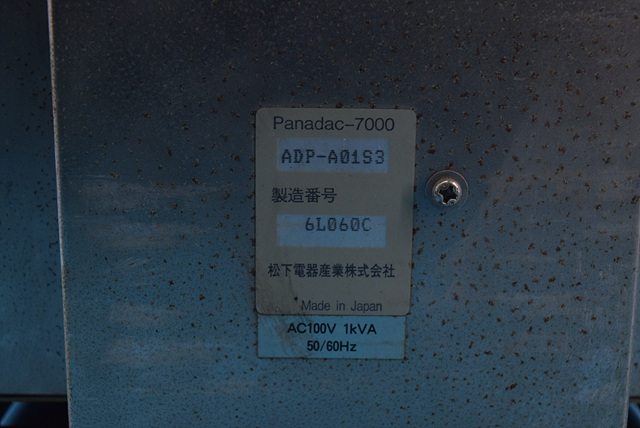 Panadac-7000
ADP-A01S3
製造番号
6L060C
松下電器産業株式会社
Made in Japan
AC100V 1kVA
50/60Hz